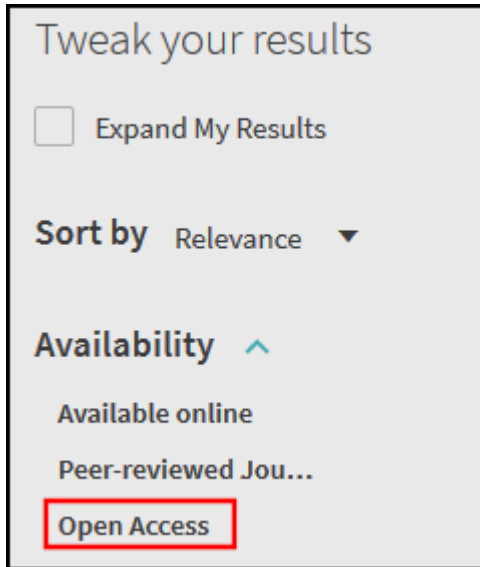 Tweak your results
Expand My Results
Sort by Relevance
Availability
Available online
Peer-reviewed Jou...
Open Access